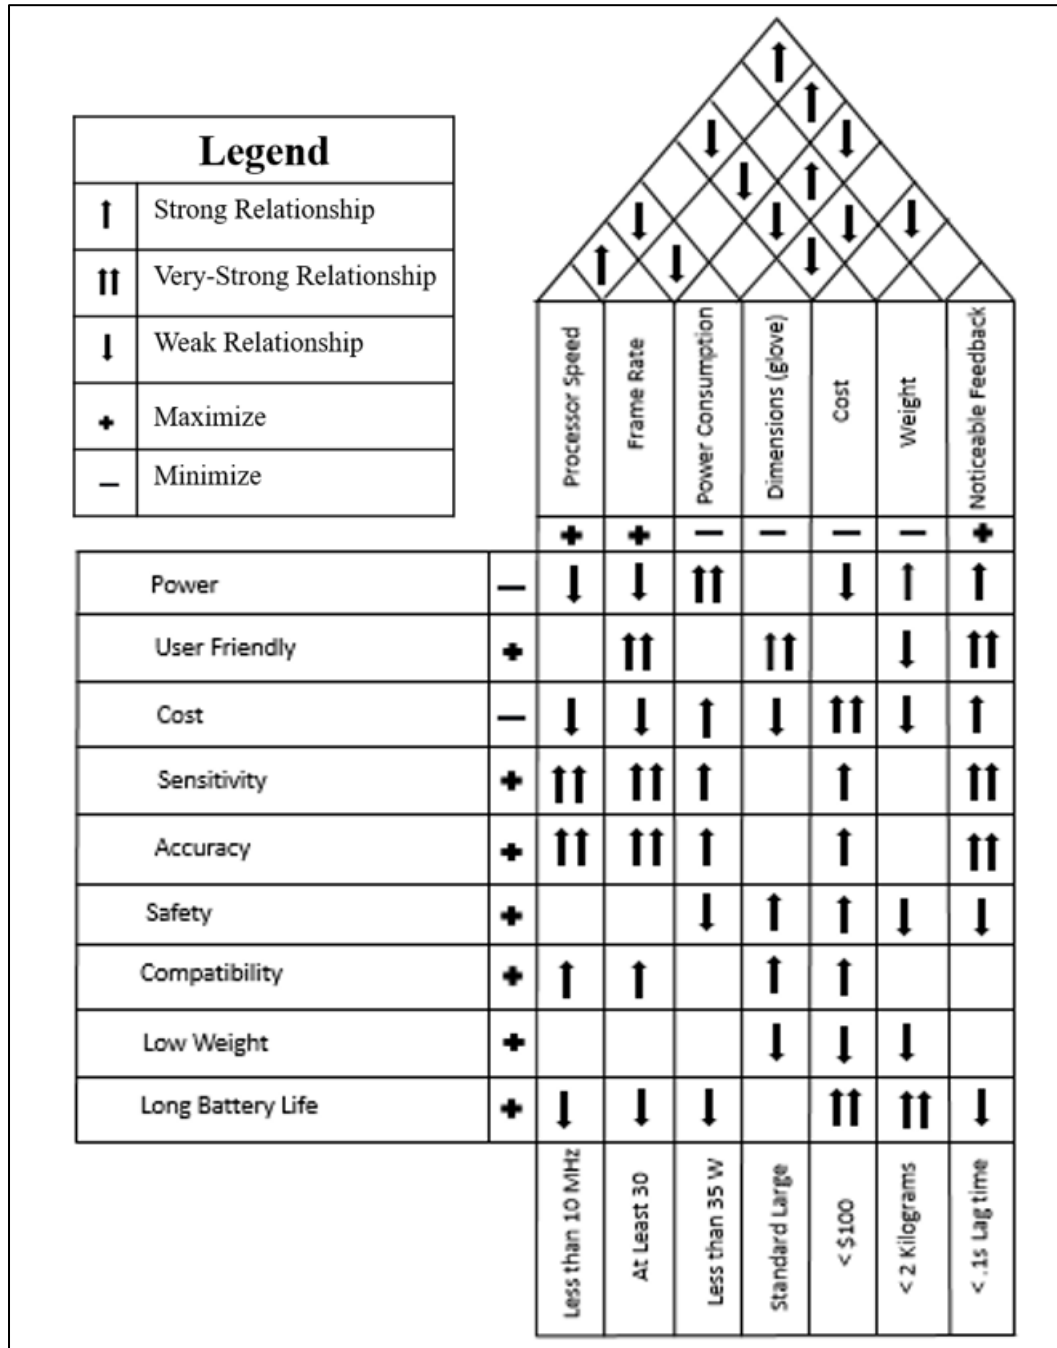 Legend
Strong Relationship
Very-Strong Relationship
Weak Relationship
Maximize
Minimize
Processor Speed
Frame Rate
Power Consumption
Dimensions (glove)
Cost
Weight
Noticeable Feedback
Power
User Friendly
Cost
Sensitivity
Accuracy
Safety
Compatibility
Low Weight
Long Battery Life
Less than 10 MHz
At Least 30
Less than 35 W
Standard Large
< $100
< 2 Kilograms
< .1s Lag time